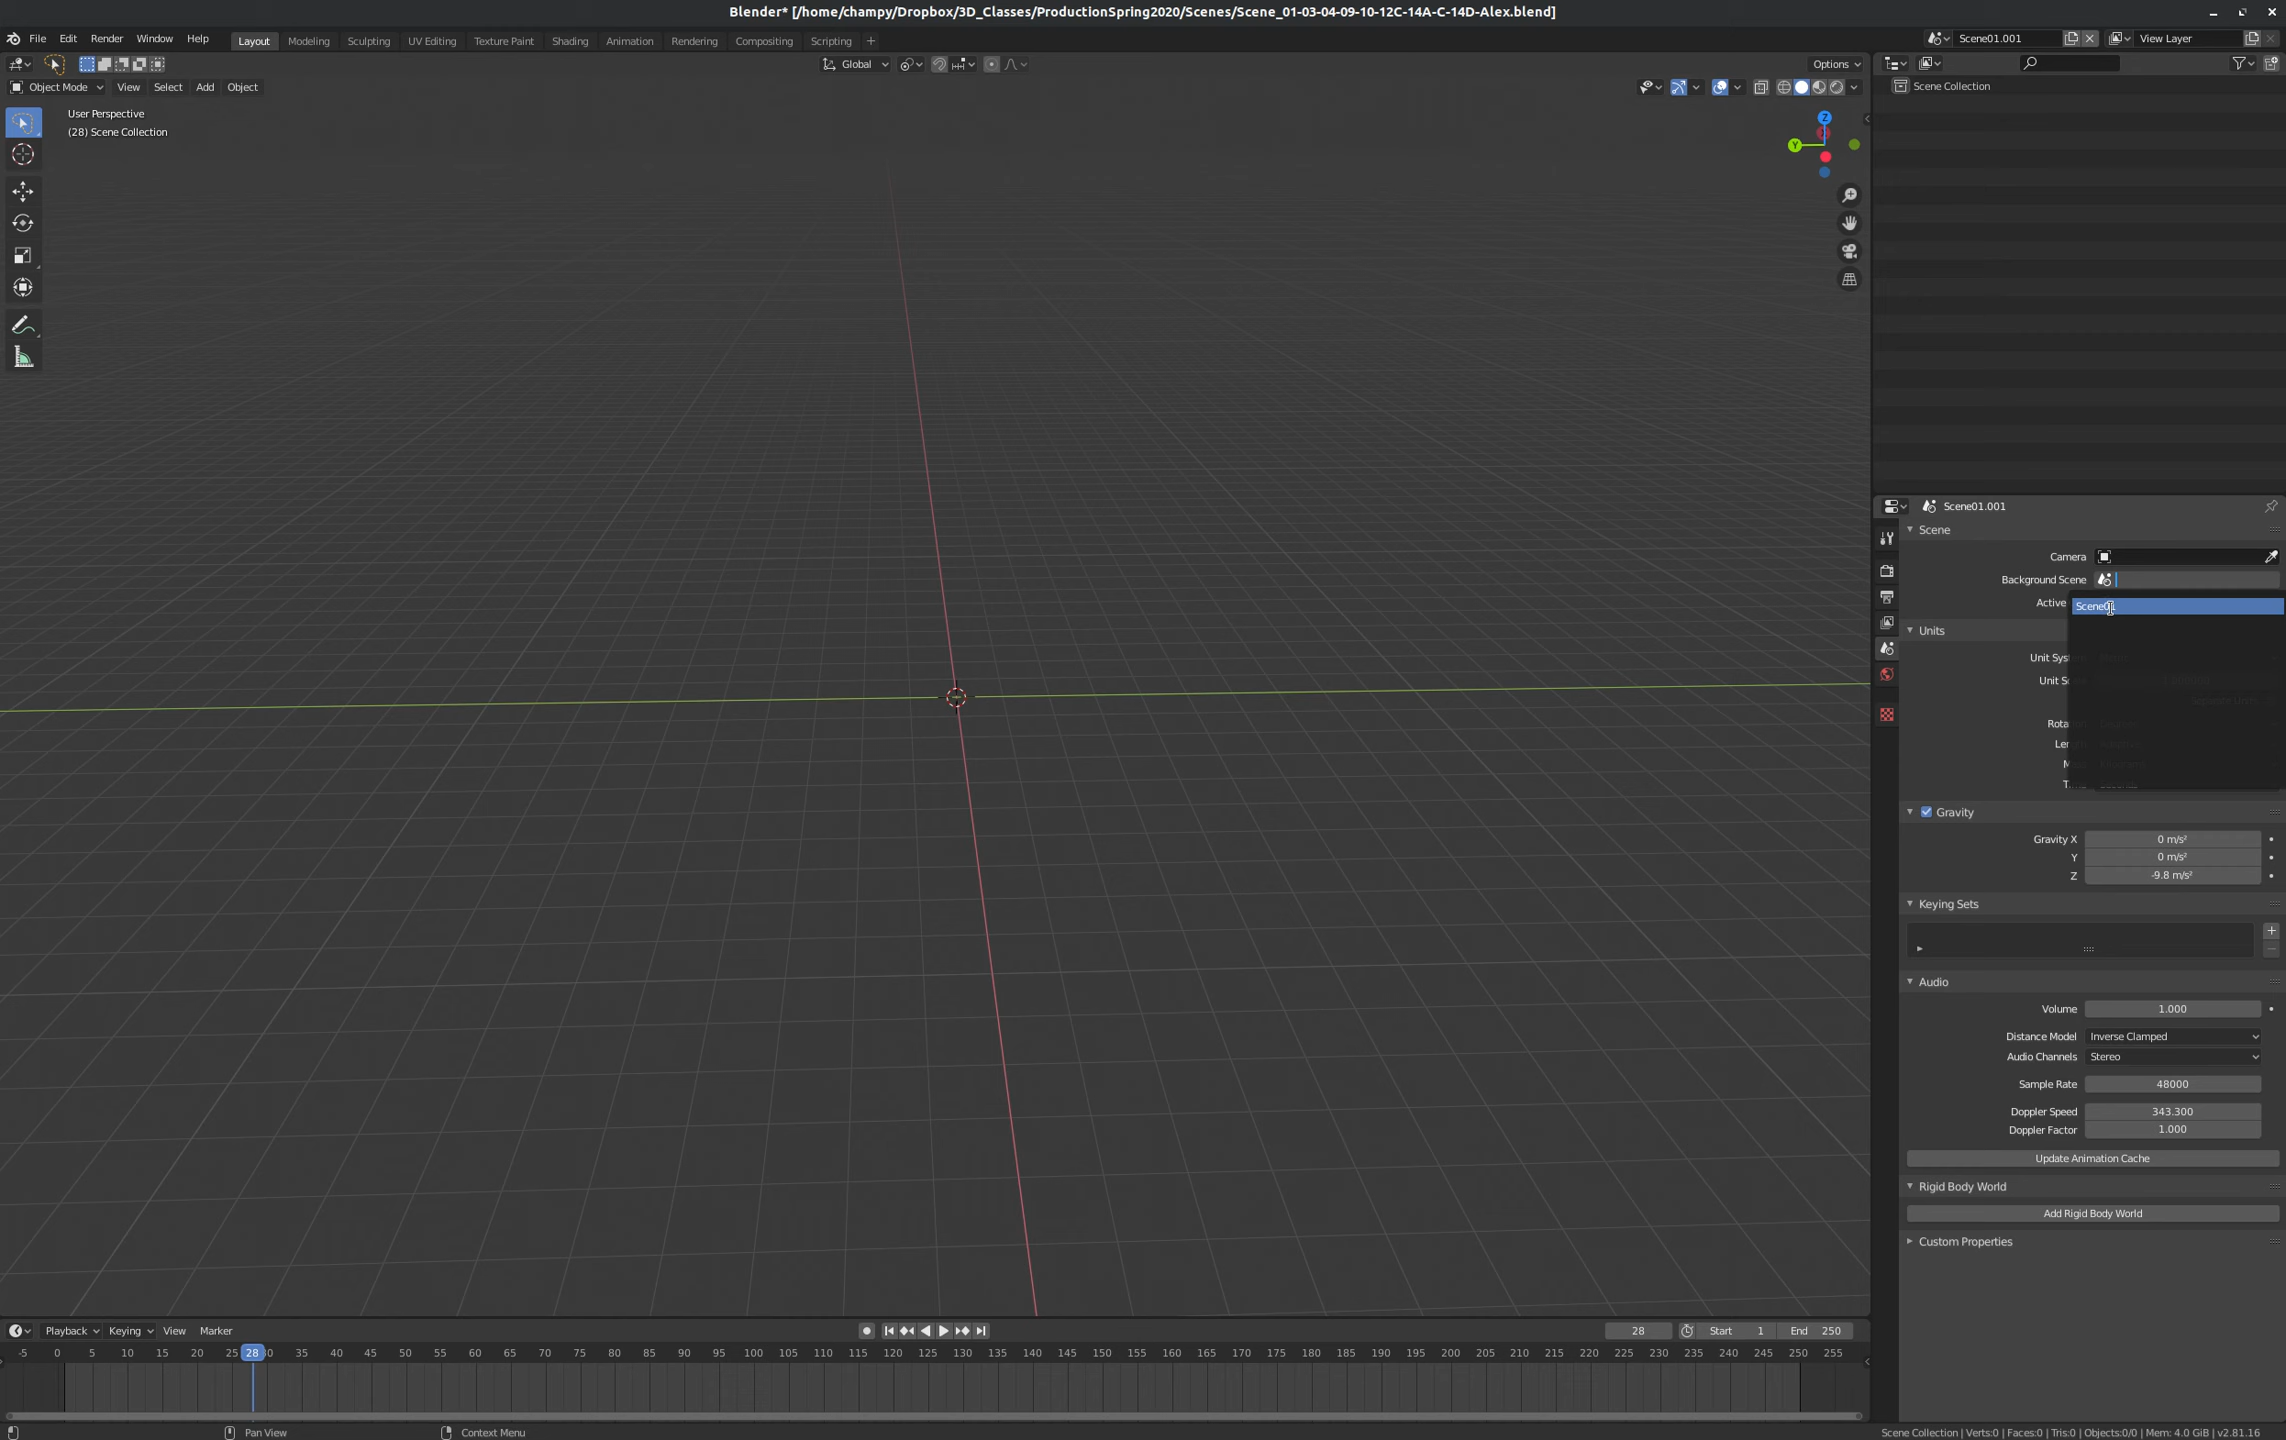 Blender* [/home/champy/Dropbox/3D_Classes/ProductionSpring2020/Scenes/Scene_01-03-04-09-10-12C-14A-C-14D-Alex.blend]
File Edit Render Window Help Layout Modeling Sculpting UV Editing Texture Paint Shading Animation Rendering Compositing Scripting + Scene01.001 View Layer
Global Options
Object Mode View Select Add Object Scene Collection
User Perspective
(28) Scene Collection
Z
Y
Scene01.001
Scene
Camera
Background Scene
Active
Scene01
Units
Unit Sys
Unit S
Rota
Le
M
T
Gravity
Gravity X 0 m/s²
Y 0 m/s²
Z -9.8 m/s²
Keying Sets
Audio
Volume 1.000
Distance Model Inverse Clamped
Audio Channels Stereo
Sample Rate 48000
Doppler Speed 343.300
Doppler Factor 1.000
Update Animation Cache
Rigid Body World
Add Rigid Body World
Custom Properties
Playback Keying View Marker 28 Start 1 End 250
-5 0 5 10 15 20 25 28 30 35 40 45 50 55 60 65 70 75 80 85 90 95 100 105 110 115 120 125 130 135 140 145 150 155 160 165 170 175 180 185 190 195 200 205 210 215 220 225 230 235 240 245 250 255
Pan View Context Menu Scene Collection | Verts:0 | Faces:0 | Tris:0 | Objects:0/0 | Mem: 4.0 GiB | v2.81.16